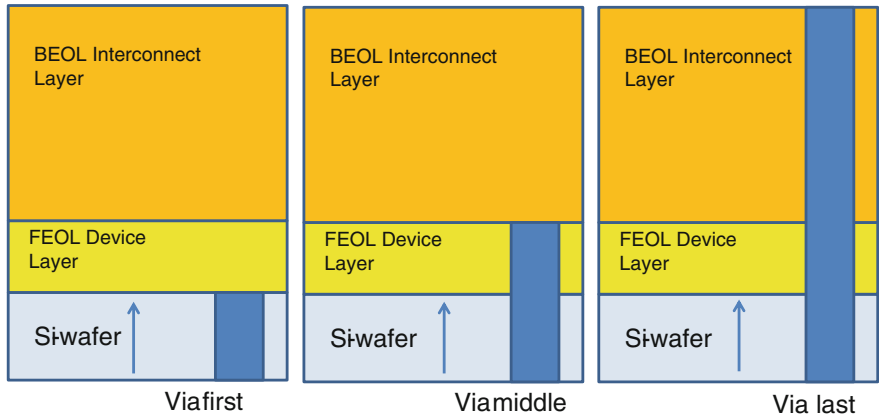 BEOL Interconnect
Layer
FEOL Device
Layer
Si-wafer
Viafirst
BEOL Interconnect
Layer
FEOL Device
Layer
Si-wafer
Viamiddle
BEOL Interconnect
Layer
FEOL Device
Layer
Si-wafer
Via last